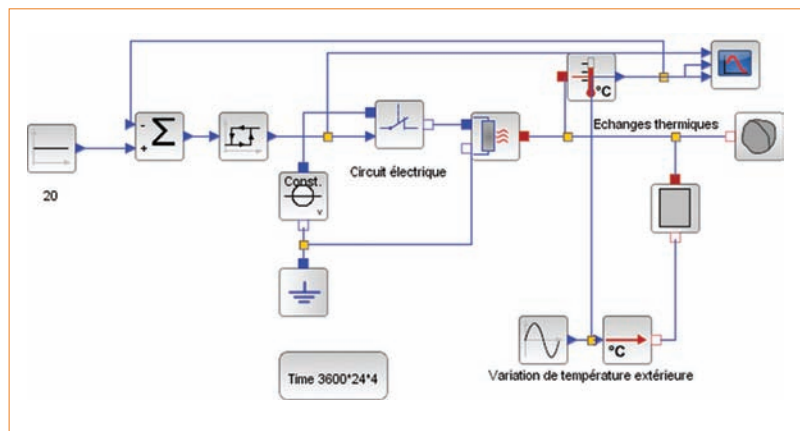 °C
-
Σ
+
Echanges thermiques
20
Const.
v
Circuit électrique
°C
Variation de température extérieure
Time 3600*24*4